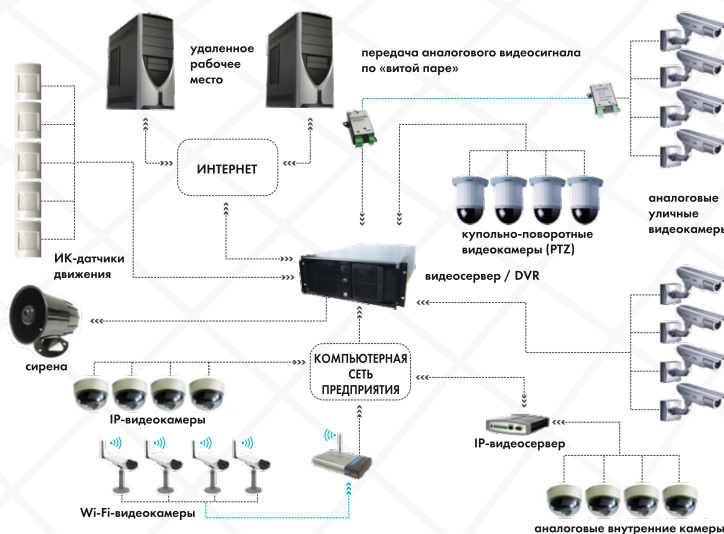 удаленное
рабочее
место
передача аналогового видеосигнала
по «витой паре»
ИНТЕРНЕТ
аналоговые
уличные
видеокамеры
купольно-поворотные
видеокамеры (PTZ)
ИК-датчики
движения
видеосервер / DVR
сирена
КОМПЬЮТЕРНАЯ
СЕТЬ
ПРЕДПРИЯТИЯ
IP-видеокамеры
IP-видеосервер
Wi-Fi-видеокамеры
аналоговые внутренние камеры